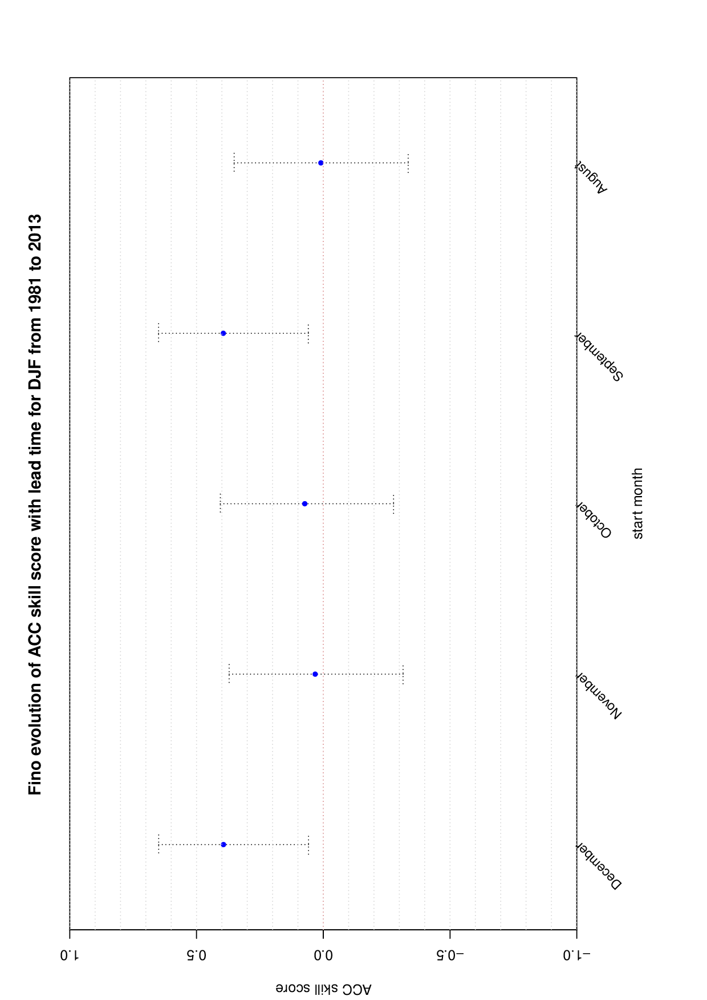 Fino evolution of ACC skill score with lead time for DJF from 1981 to 2013
ACC skill score
1.0
0.5
0.0
−0.5
−1.0
December
November
October
September
August
start month